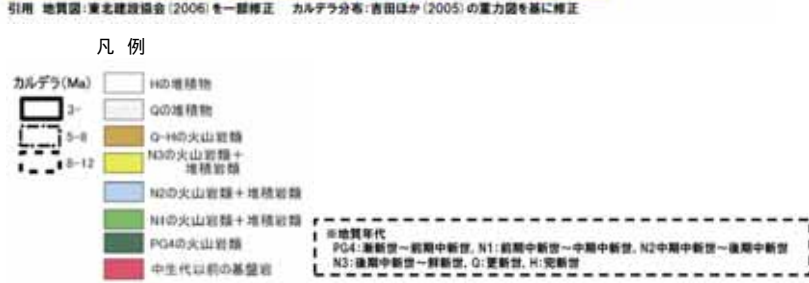 引用 地質図:東北建設協会(2006)を一部修正 カルデラ分布:吉田ほか(2005)の重力図を基に修正
凡 例
カルデラ(Ma)
3-
5-8
8-12
Hの堆積物
Qの堆積物
Q-Hの火山岩類
N3の火山岩類+
堆積岩類
N2の火山岩類+堆積岩類
N1の火山岩類+堆積岩類
PG4の火山岩類
中生代以前の基盤岩
※地質年代
PG4:漸新世~前期中新世, N1:前期中新世~中期中新世, N2中期中新世~後期中新世
N3:後期中新世~鮮新世, Q:更新世, H:完新世